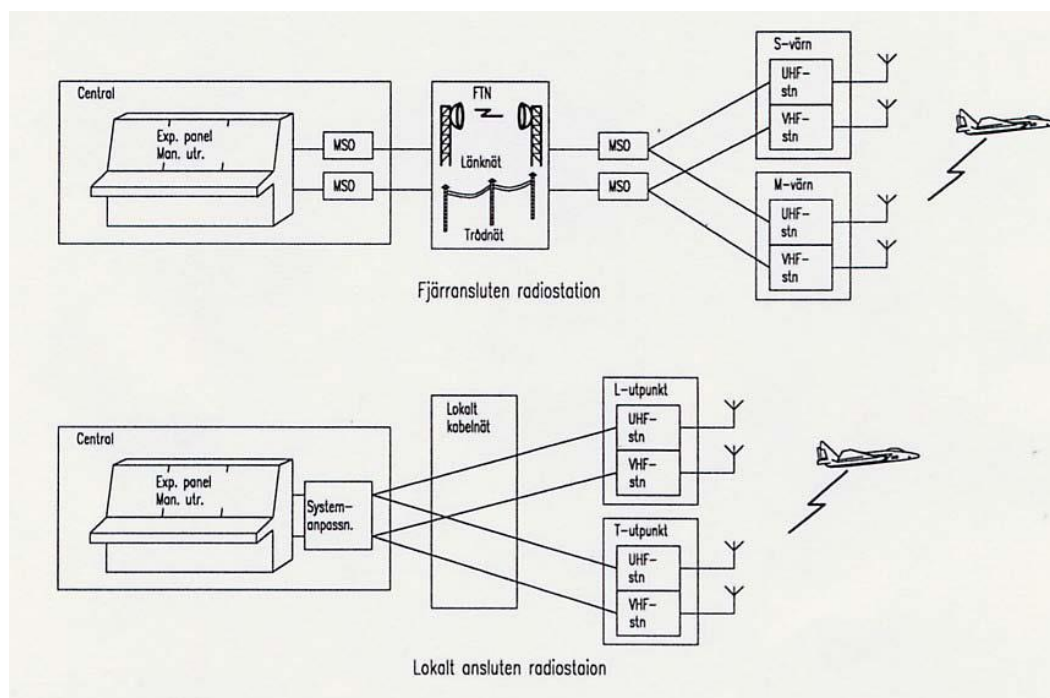 Central
Exp. panel
Man. utr.
MSO
MSO
FTN
Länknät
Trådnät
MSO
MSO
S-värn
UHF-
stn
VHF-
stn
M-värn
UHF-
stn
VHF-
stn
Fjärransluten radiostation
Central
Exp. panel
Man. utr.
System-
anpassn.
Lokalt
kabelnät
L-utpunkt
UHF-
stn
VHF-
stn
T-utpunkt
UHF-
stn
VHF-
stn
Lokalt ansluten radiostaion